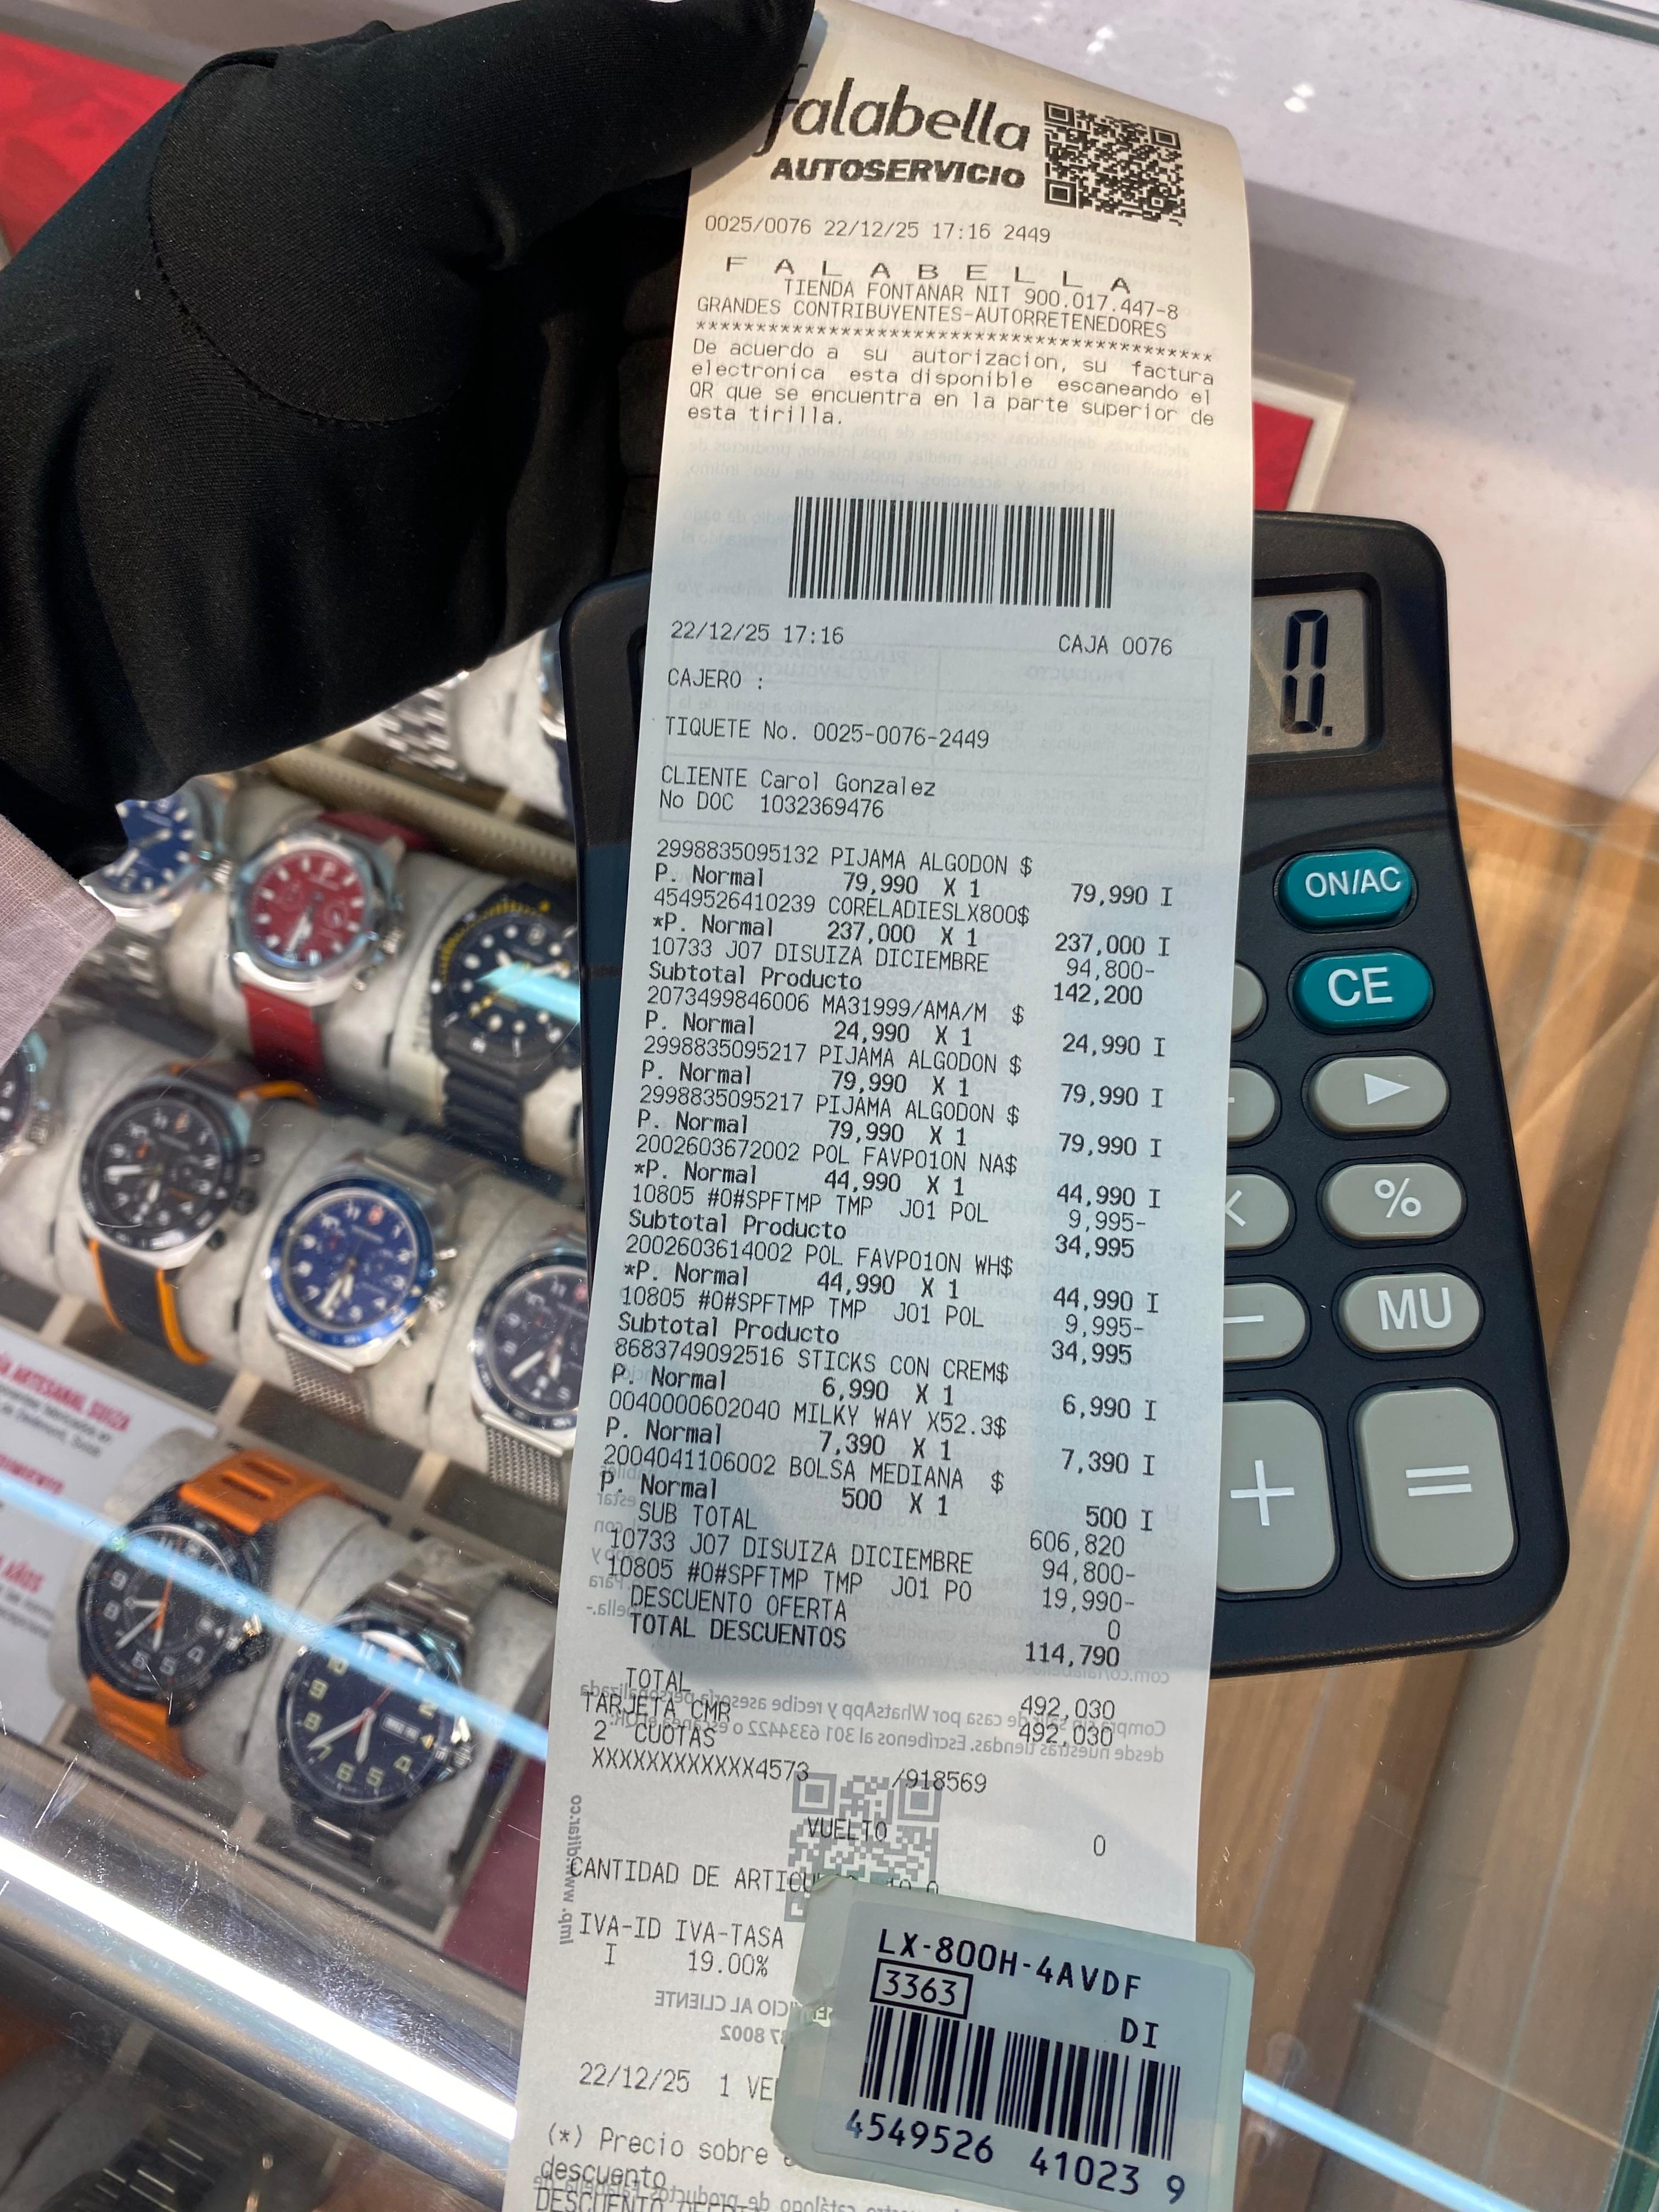 falabella
AUTOSERVICIO
0025/0076 22/12/25 17:16 2449
F A L A B E L L A
TIENDA FONTANAR NIT 900.017.447-8
GRANDES CONTRIBUYENTES-AUTORRETENEDORES
******************************************
De acuerdo a su autorizacion, su factura
electronica esta disponible escaneando el
QR que se encuentra en la parte superior de
esta tirilla.
22/12/25 17:16 CAJA 0076
CAJERO :
TIQUETE No. 0025-0076-2449
CLIENTE Carol Gonzalez
No DOC 1032369476
2998835095132 PIJAMA ALGODON $
P. Normal 79,990 X 1 79,990 I
4549526410239 CORELADIESLX800$
*P. Normal 237,000 X 1 237,000 I
10733 J07 DISUIZA DICIEMBRE 94,800-
Subtotal Producto 142,200
2073499846006 MA31999/AMA/M $
P. Normal 24,990 X 1 24,990 I
2998835095217 PIJAMA ALGODON $
P. Normal 79,990 X 1 79,990 I
2998835095217 PIJAMA ALGODON $
P. Normal 79,990 X 1 79,990 I
2002603672002 POL FAVP010N NA$
*P. Normal 44,990 X 1 44,990 I
10805 #0#SPFTMP TMP J01 POL 9,995-
Subtotal Producto 34,995
2002603614002 POL FAVP010N WH$
*P. Normal 44,990 X 1 44,990 I
10805 #0#SPFTMP TMP J01 POL 9,995-
Subtotal Producto 34,995
8683749092516 STICKS CON CREM$
P. Normal 6,990 X 1 6,990 I
0040000602040 MILKY WAY X52.3$
P. Normal 7,390 X 1 7,390 I
2004041106002 BOLSA MEDIANA $
P. Normal 500 X 1 500 I
SUB TOTAL 606,820
10733 J07 DISUIZA DICIEMBRE 94,800-
10805 #0#SPFTMP TMP J01 PO 19,990-
DESCUENTO OFERTA 0
TOTAL DESCUENTOS 114,790
TOTAL 492,030
TARJETA CMR 492,030
2 CUOTAS
XXXXXXXXXXXX4573 /918569
VUELTO 0
CANTIDAD DE ARTICU
IVA-ID IVA-TASA
I 19.00%
22/12/25 1 VE
(*) Precio sobre
descuento
Imp. www.ditar.co
LX-800H-4AVDF
3363
DI
4549526 41023 9
0.
ON/AC
CE
%
MU
+
=
ARTESANAL SUIZA